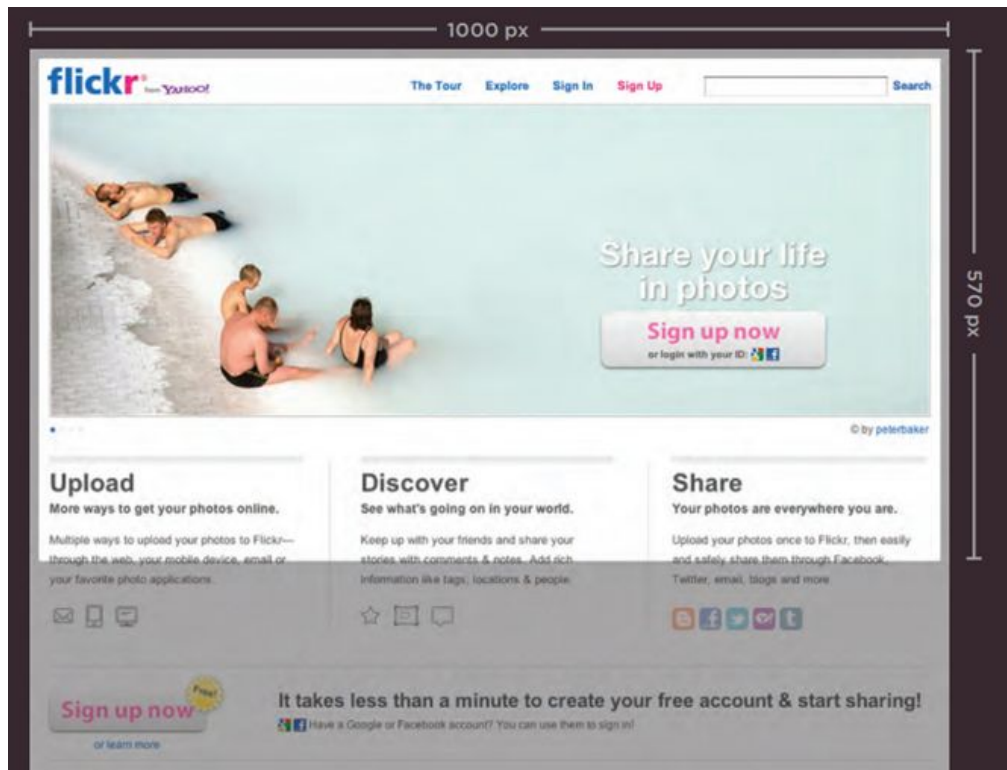 1000 px
flickr® from YAHOO!
The Tour Explore Sign In Sign Up Search
570 px
Share your life
in photos
Sign up now
or login with your ID:
© by peterbaker
Upload
More ways to get your photos online.
Multiple ways to upload your photos to Flickr—
through the web, your mobile device, email or
your favorite photo applications.
Discover
See what's going on in your world.
Keep up with your friends and share your
stories with comments & notes. Add rich
information like tags, locations & people.
Share
Your photos are everywhere you are.
Upload your photos once to Flickr, then easily
and safely share them through Facebook,
Twitter, email, blogs and more.
Sign up now
Free!
or learn more
It takes less than a minute to create your free account & start sharing!
Have a Google or Facebook account? You can use them to sign in!